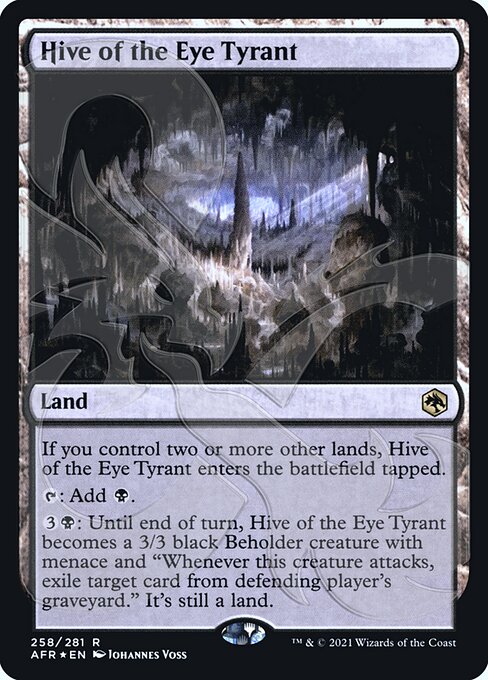 Hive of the Eye Tyrant
Land
If you control two or more other lands, Hive
of the Eye Tyrant enters the battlefield tapped.
: Add .
3 : Until end of turn, Hive of the Eye Tyrant
becomes a 3/3 black Beholder creature with
menace and “Whenever this creature attacks,
exile target card from defending player’s
graveyard.” It’s still a land.
258/281 R
AFR ★ EN Johannes Voss
™ & © 2021 Wizards of the Coast